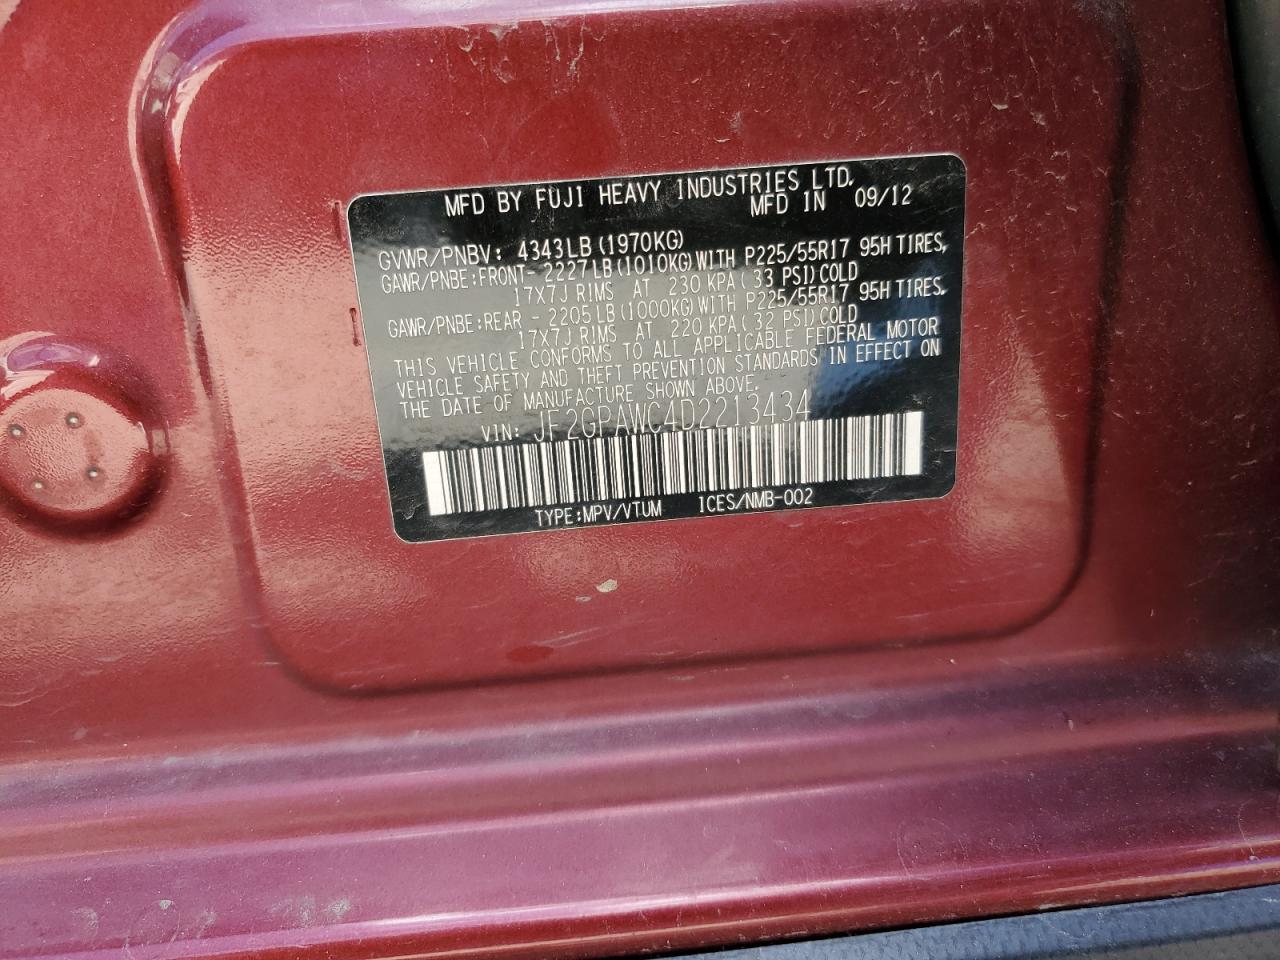 MFD BY FUJI HEAVY INDUSTRIES LTD.
MFD IN 09/12
GVWR/PNBV: 4343LB(1970KG)
GAWR/PNBE:FRONT- 2227LB(1010KG)WITH P225/55R17 95H TIRES,
17X7J RIMS AT 230 KPA( 33 PSI)COLD
GAWR/PNBE:REAR - 2205LB(1000KG)WITH P225/55R17 95H TIRES,
17X7J RIMS AT 220 KPA( 32 PSI)COLD
THIS VEHICLE CONFORMS TO ALL APPLICABLE FEDERAL MOTOR
VEHICLE SAFETY AND THEFT PREVENTION STANDARDS IN EFFECT ON
THE DATE OF MANUFACTURE SHOWN ABOVE.
VIN: JF2GPAWC4D2213434
TYPE:MPV/VTUM ICES/NMB-002